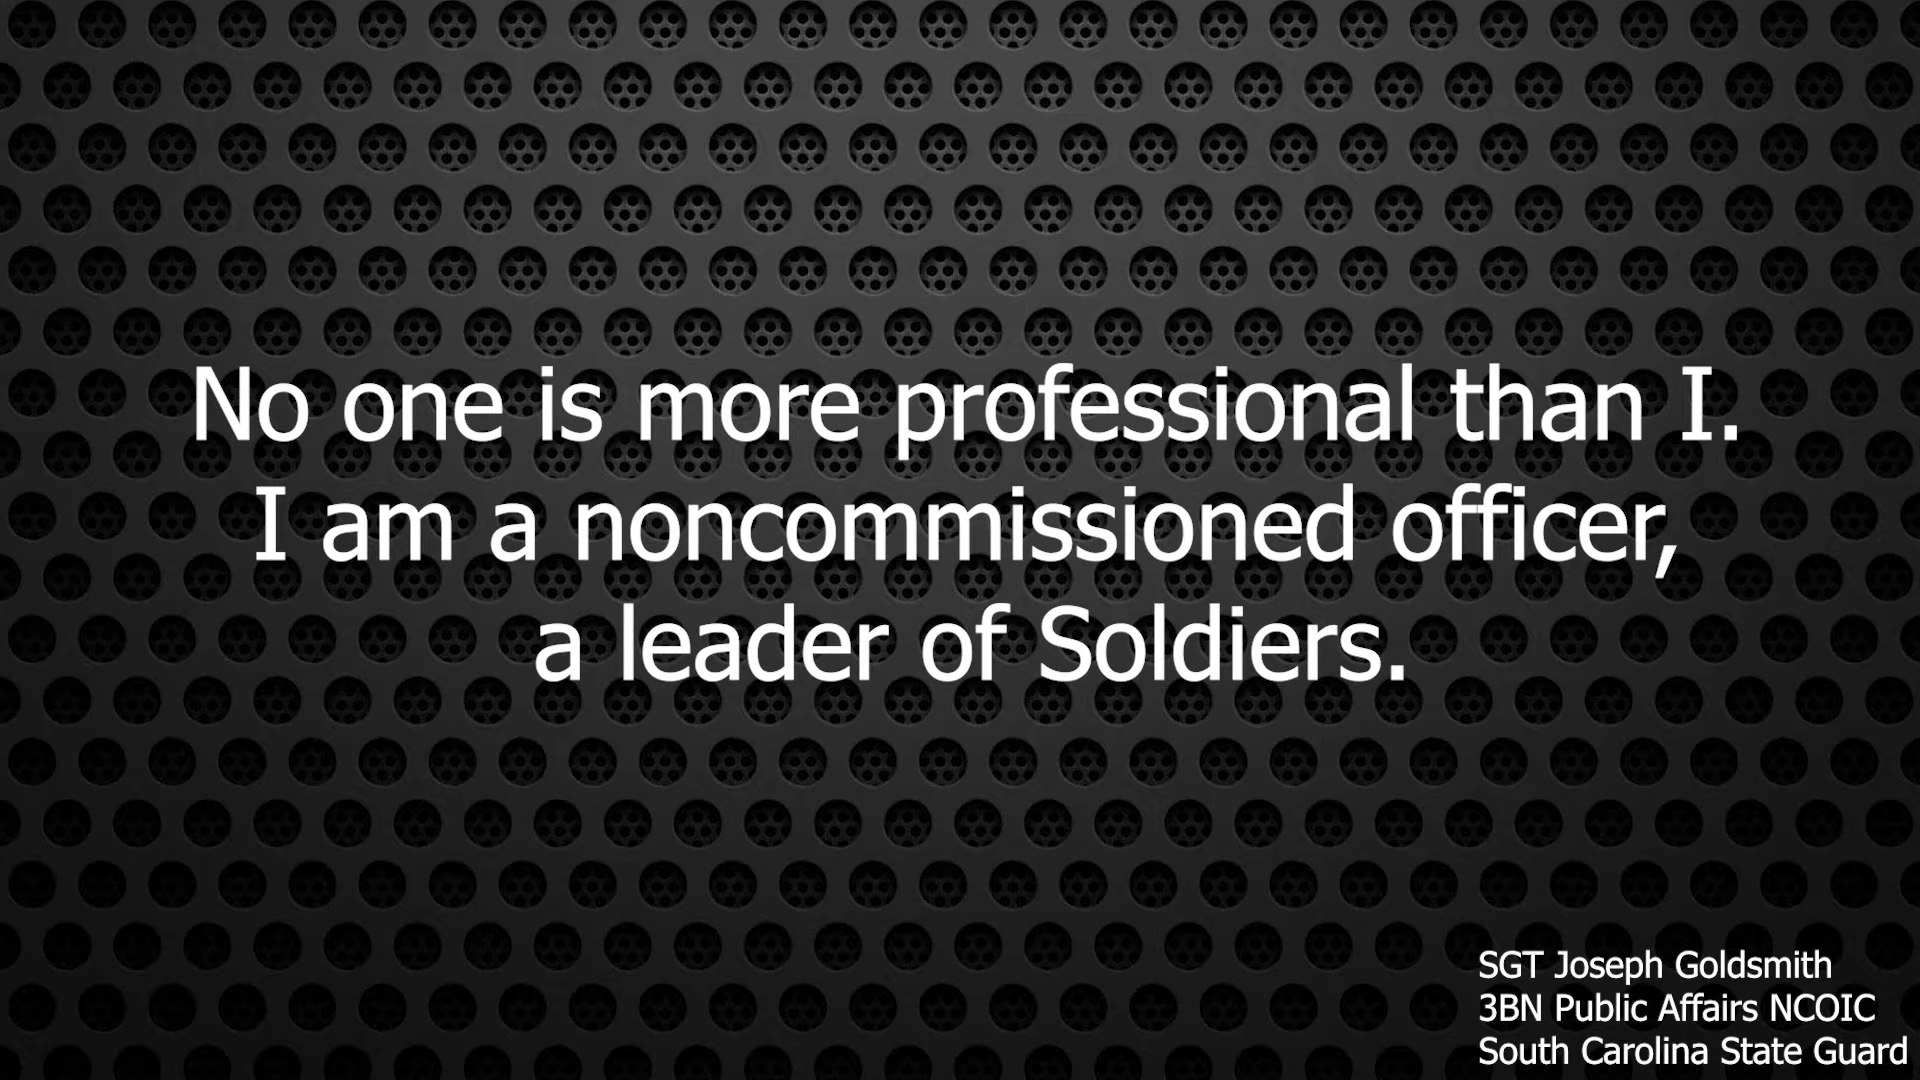 No one is more professional than I.
I am a noncommissioned officer,
a leader of Soldiers.
SGT Joseph Goldsmith
3BN Public Affairs NCOIC
South Carolina State Guard